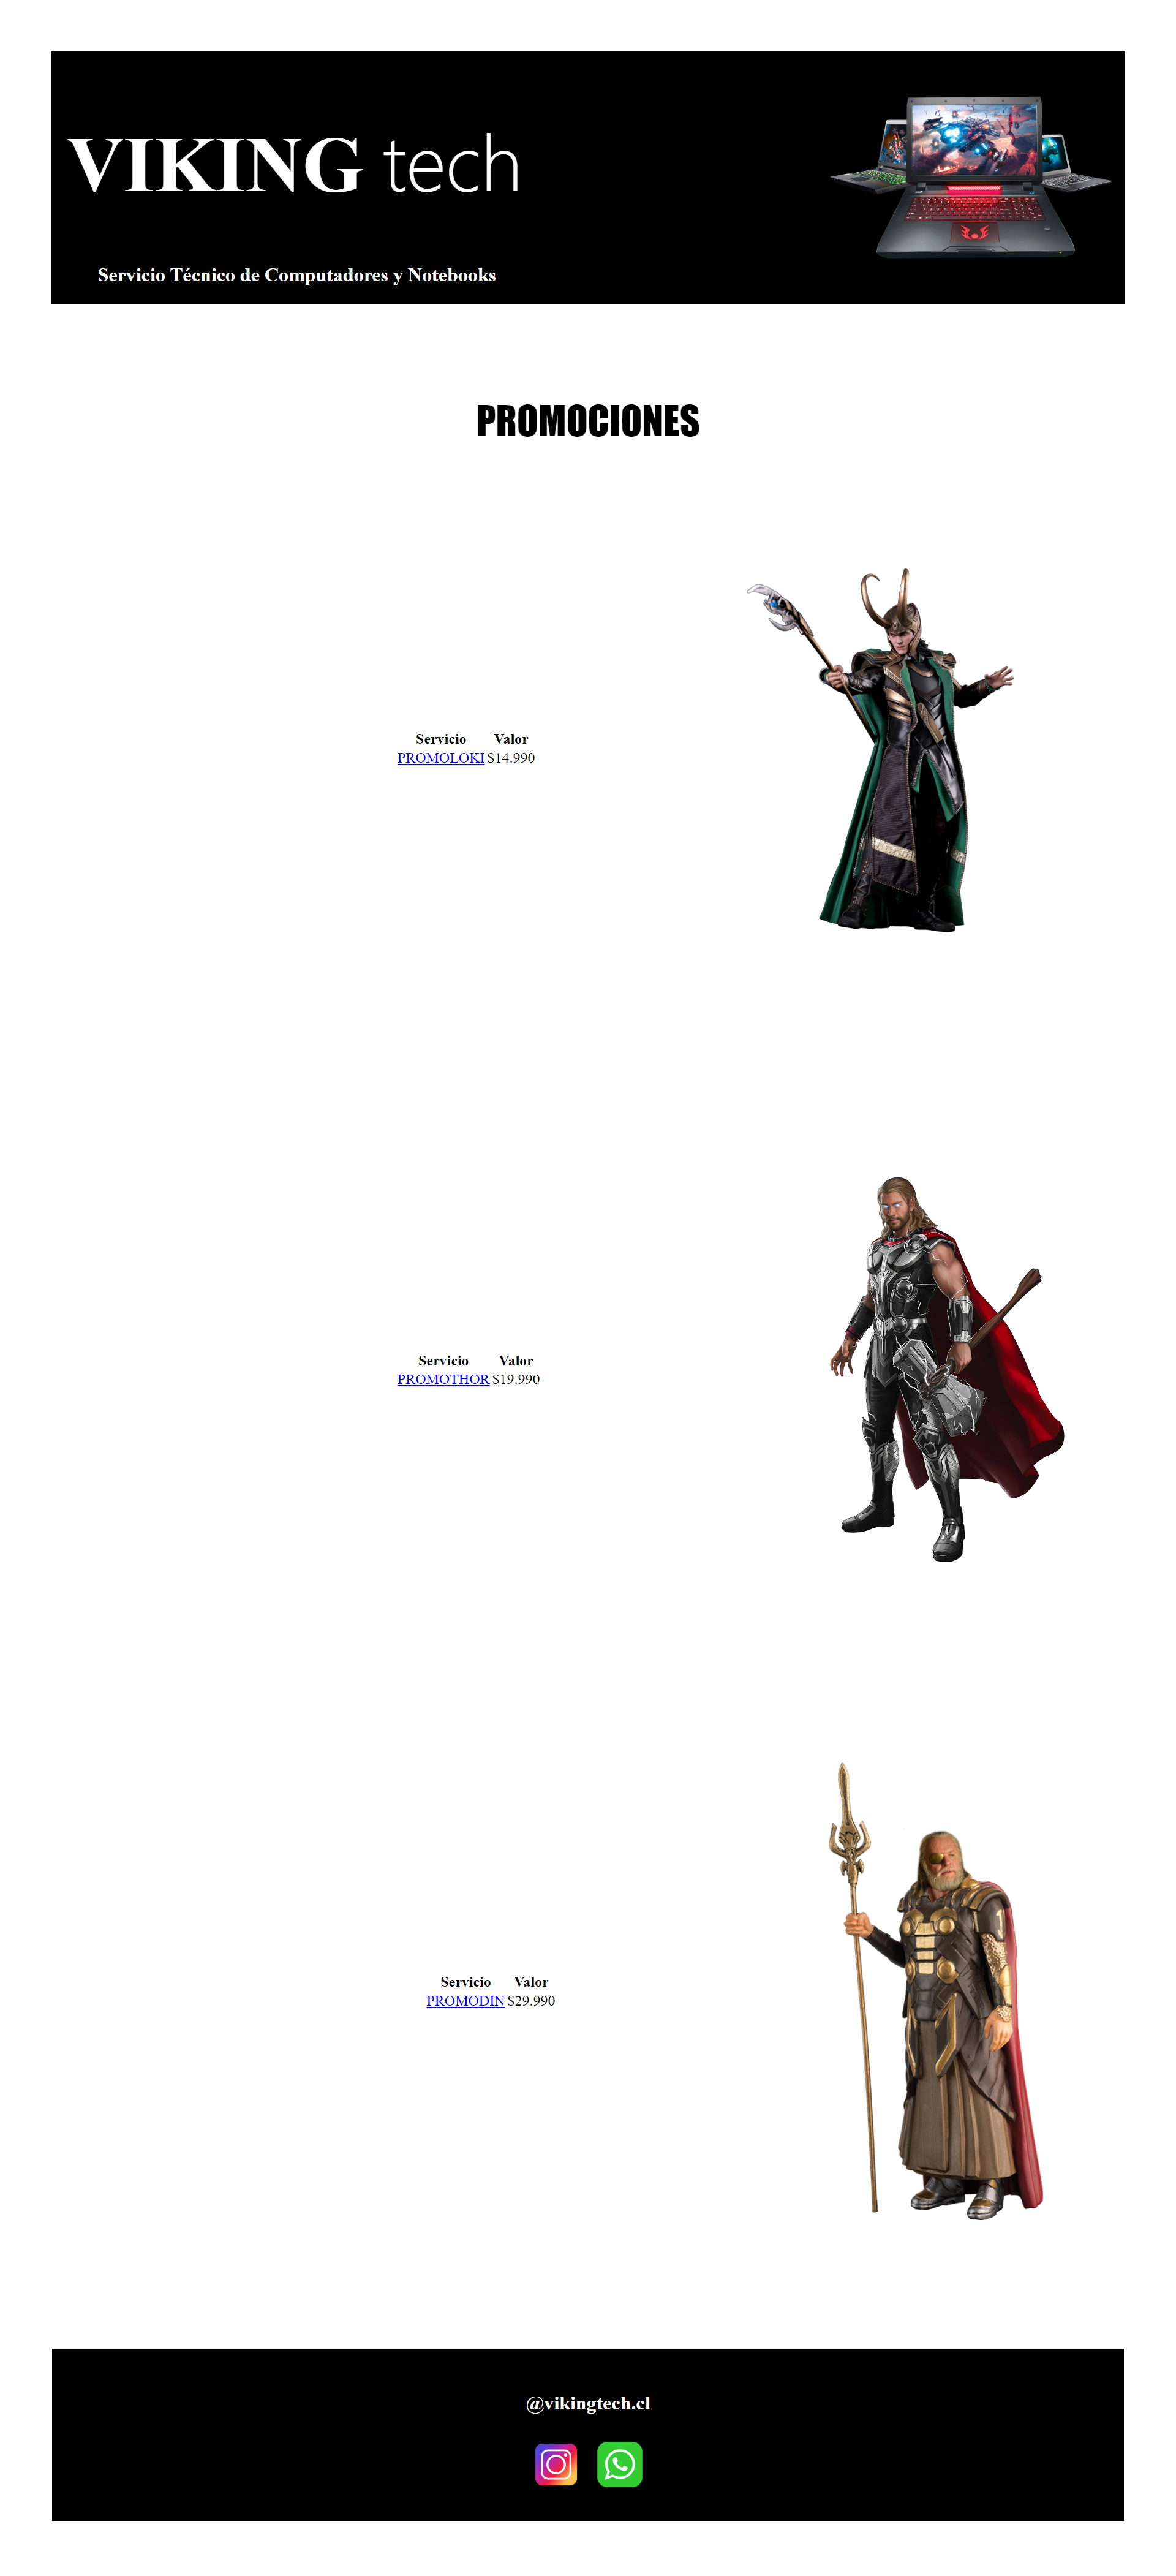 VIKING tech
Servicio Técnico de Computadores y Notebooks
PROMOCIONES
Servicio Valor
PROMOLOKI $14.990
Servicio Valor
PROMOTHOR $19.990
Servicio Valor
PROMODIN $29.990
@vikingtech.cl